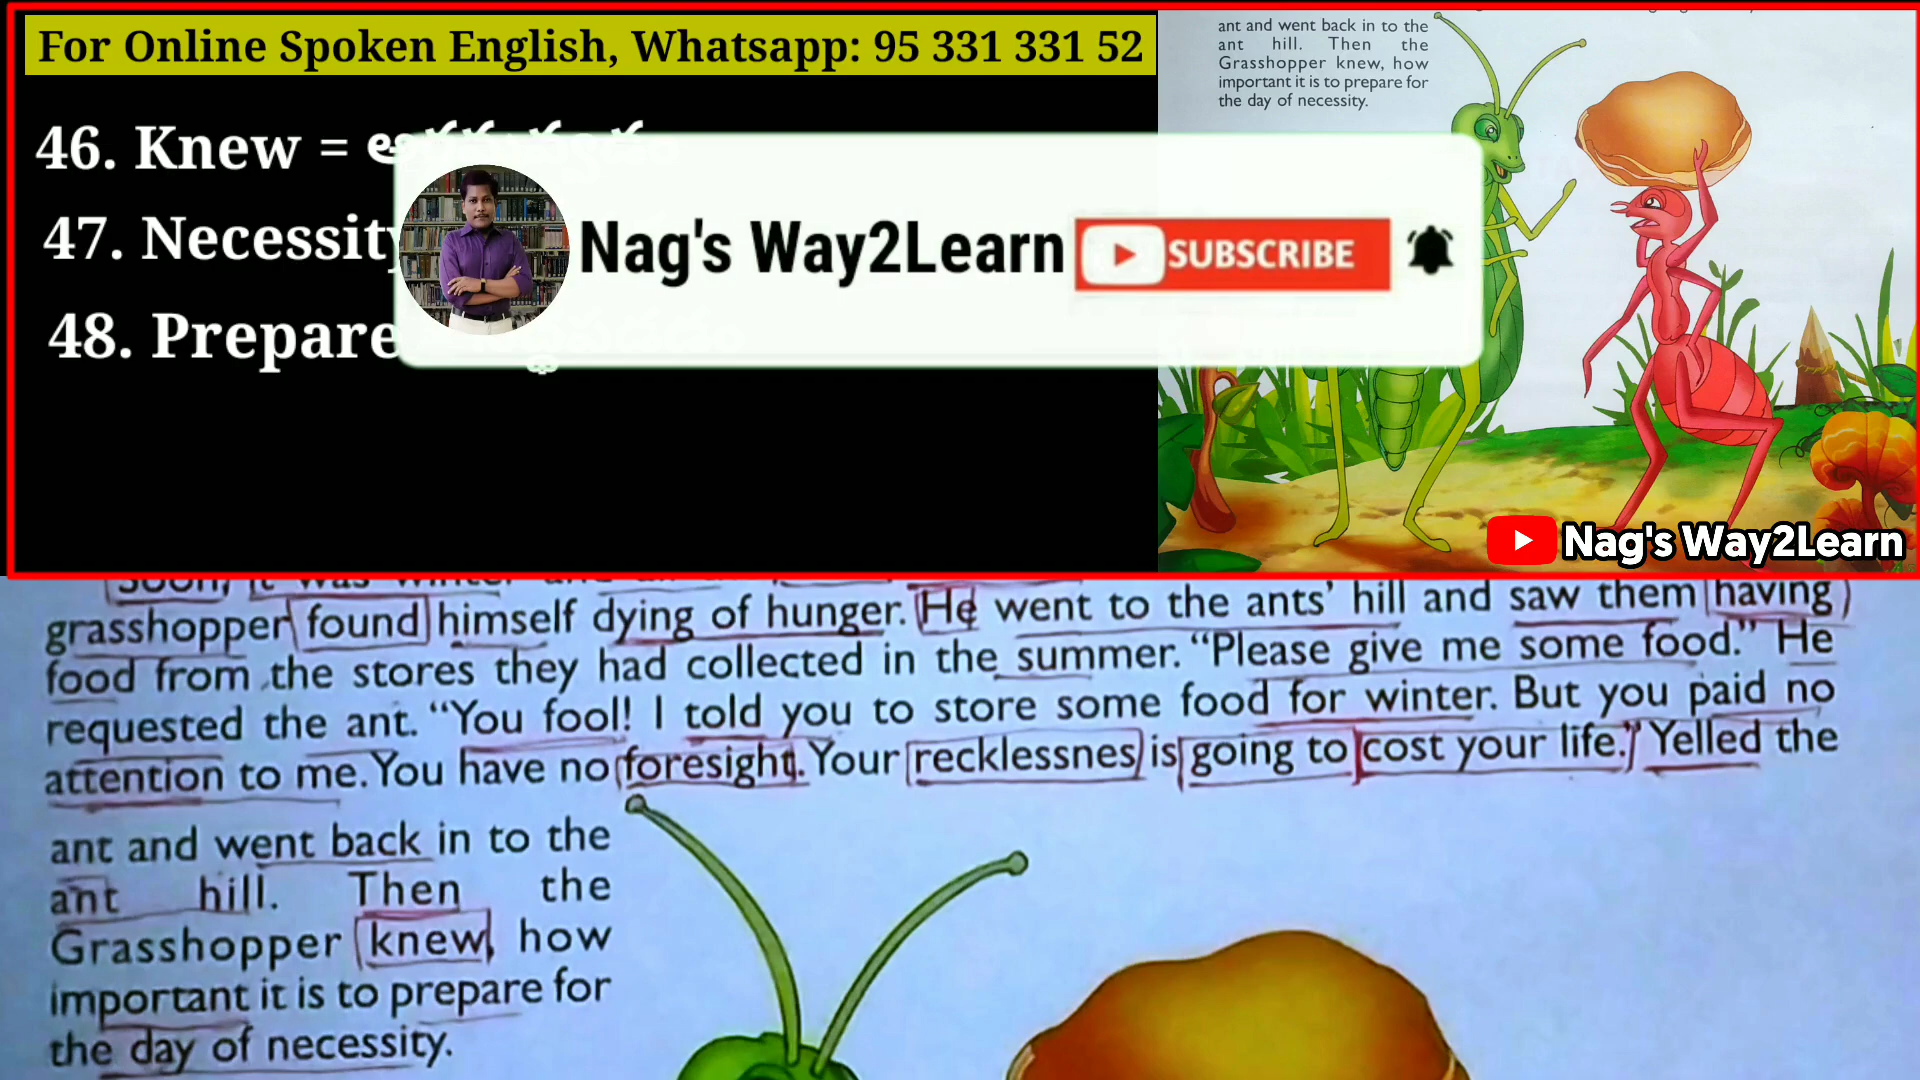 For Online Spoken English, Whatsapp: 95 331 331 52
46. Knew =
47. Necessity
48. Prepare
Nag's Way2Learn
SUBSCRIBE
ant and went back in to the
ant hill. Then the
Grasshopper knew, how
important it is to prepare for
the day of necessity.
Nag's Way2Learn
Soon, it was winter and
grasshopper found himself dying of hunger. He went to the ants’ hill and saw them having
food from the stores they had collected in the summer. “Please give me some food.” He
requested the ant. “You fool! I told you to store some food for winter. But you paid no
attention to me. You have no foresight. Your recklessnes is going to cost your life.” Yelled the
ant and went back in to the
ant hill. Then the
Grasshopper knew, how
important it is to prepare for
the day of necessity.